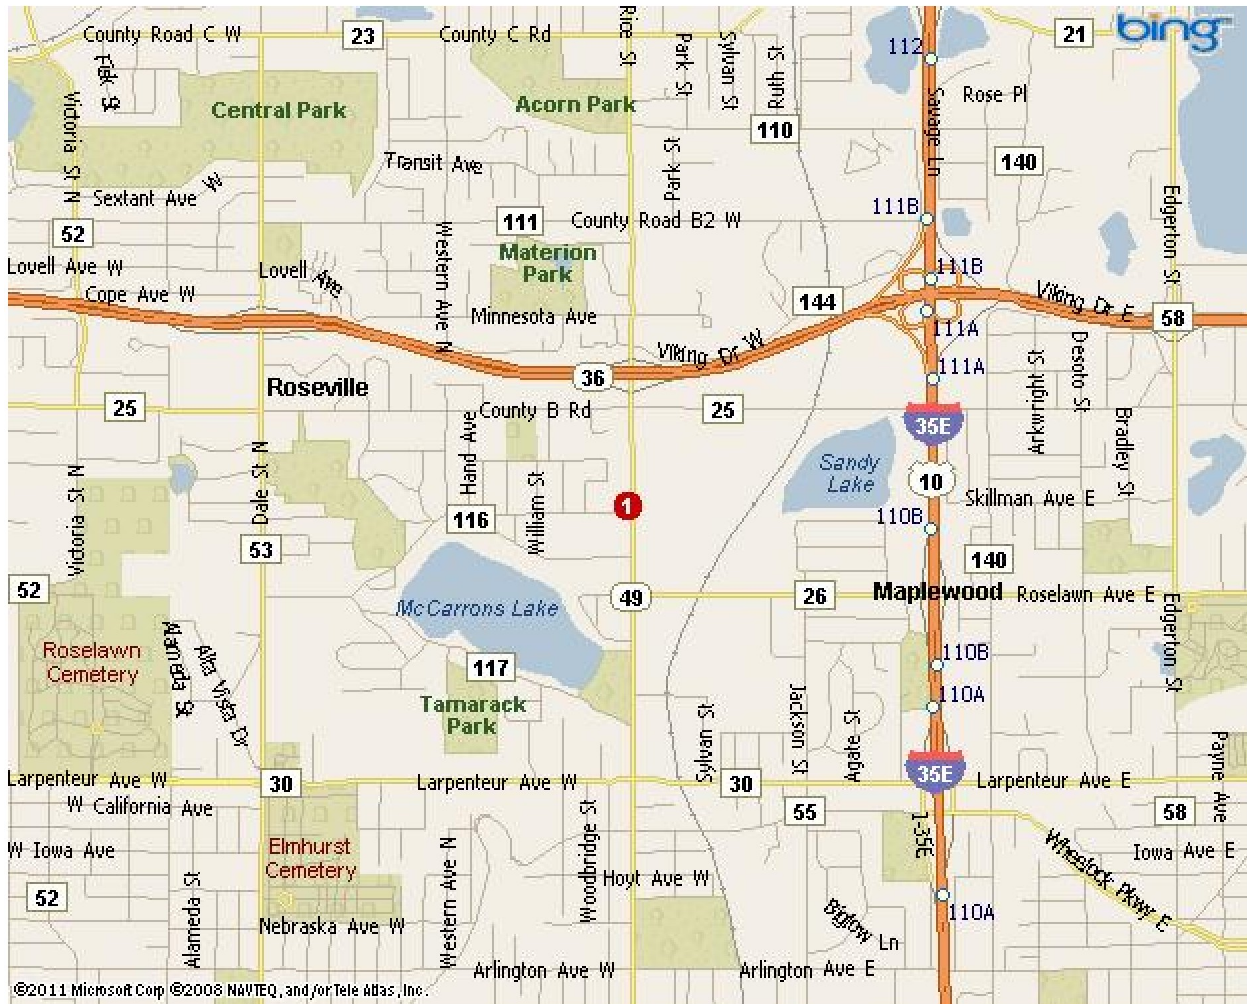 County Road C W
23
County C Rd
Rice St
Park St
Sylvan St
Ruth St
112
21
bing
Fisk St
Victoria St N
Central Park
Acorn Park
110
Savage Ln
Rose Pl
Transit Ave
Park St
140
Sextant Ave W
52
111
County Road B2 W
111B
Edgerton St
Lovell Ave W
Lovell Ave
Western Ave N
Materion
Park
111B
Cope Ave W
Minnesota Ave
144
Viking Dr E
58
111A
Viking Dr W
36
Roseville
111A
Arkwright St
Desoto St
25
County B Rd
25
35E
Bradley St
Victoria St N
Dale St N
Hand Ave
William St
Sandy
Lake
10
Skillman Ave E
1
116
110B
53
140
52
McCarrons Lake
49
26
Maplewood
Roselawn Ave E
Edgerton St
Roselawn
Cemetery
Alameda St
Alta Vista Dr
117
110B
Tamarack
Park
110A
Sylvan St
Jackson St
Agate St
35E
Payne Ave
Larpenteur Ave W
30
Larpenteur Ave W
30
Larpenteur Ave E
W California Ave
55
58
W Iowa Ave
Elmhurst
Cemetery
Western Ave N
Woodbridge St
I-35E
Wheelock Pkwy E
Iowa Ave E
52
Alameda St
Hoyt Ave W
Nebraska Ave W
Bigelow Ln
110A
Arlington Ave W
Arlington Ave E
©2011 Microsoft Corp ©2008 NAVTEQ, and/or Tele Atlas, Inc.